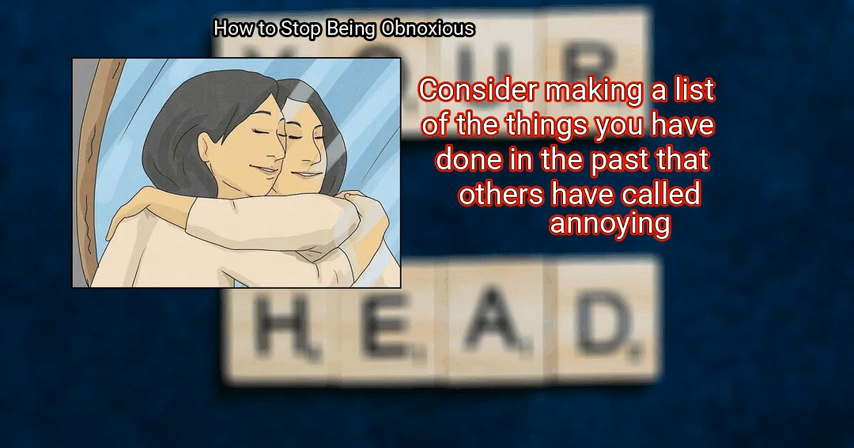 How to Stop Being Obnoxious
YOUR
Consider making a list
of the things you have
done in the past that
others have called
annoying
HEAD